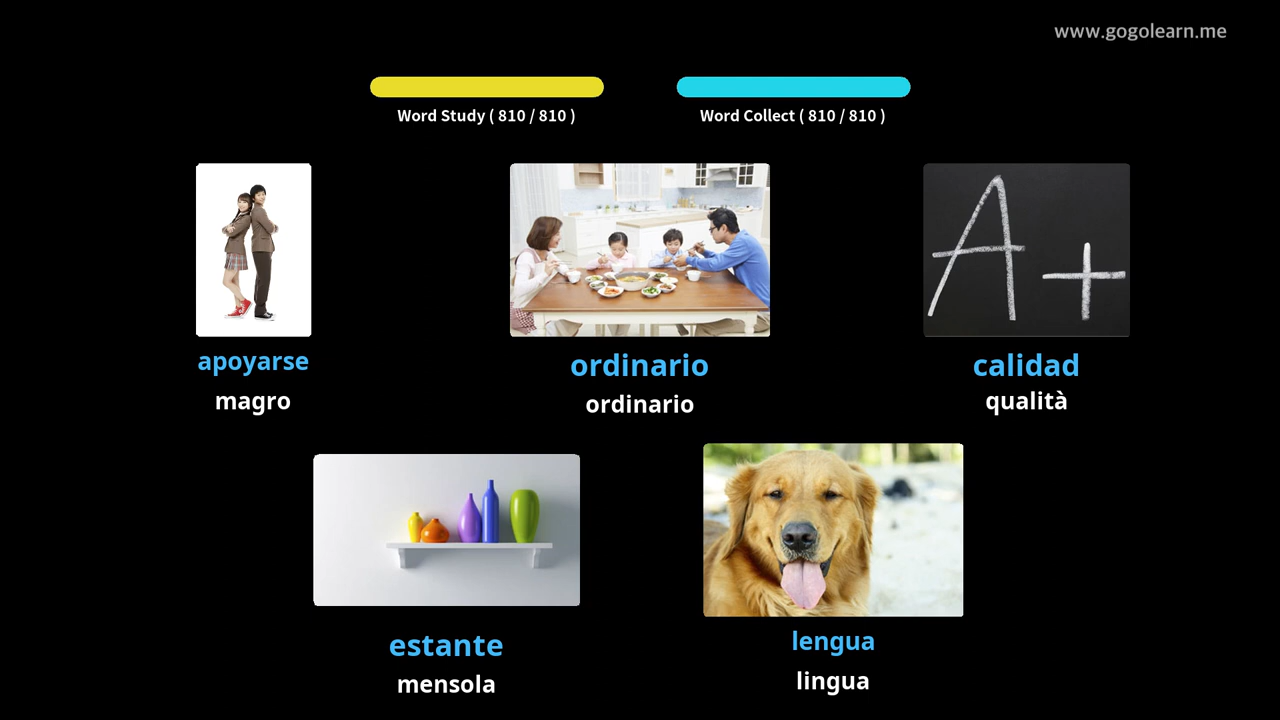 www.gogolearn.me
Word Study ( 810 / 810 )
Word Collect ( 810 / 810 )
A+
apoyarse
magro
ordinario
ordinario
calidad
qualità
estante
mensola
lengua
lingua